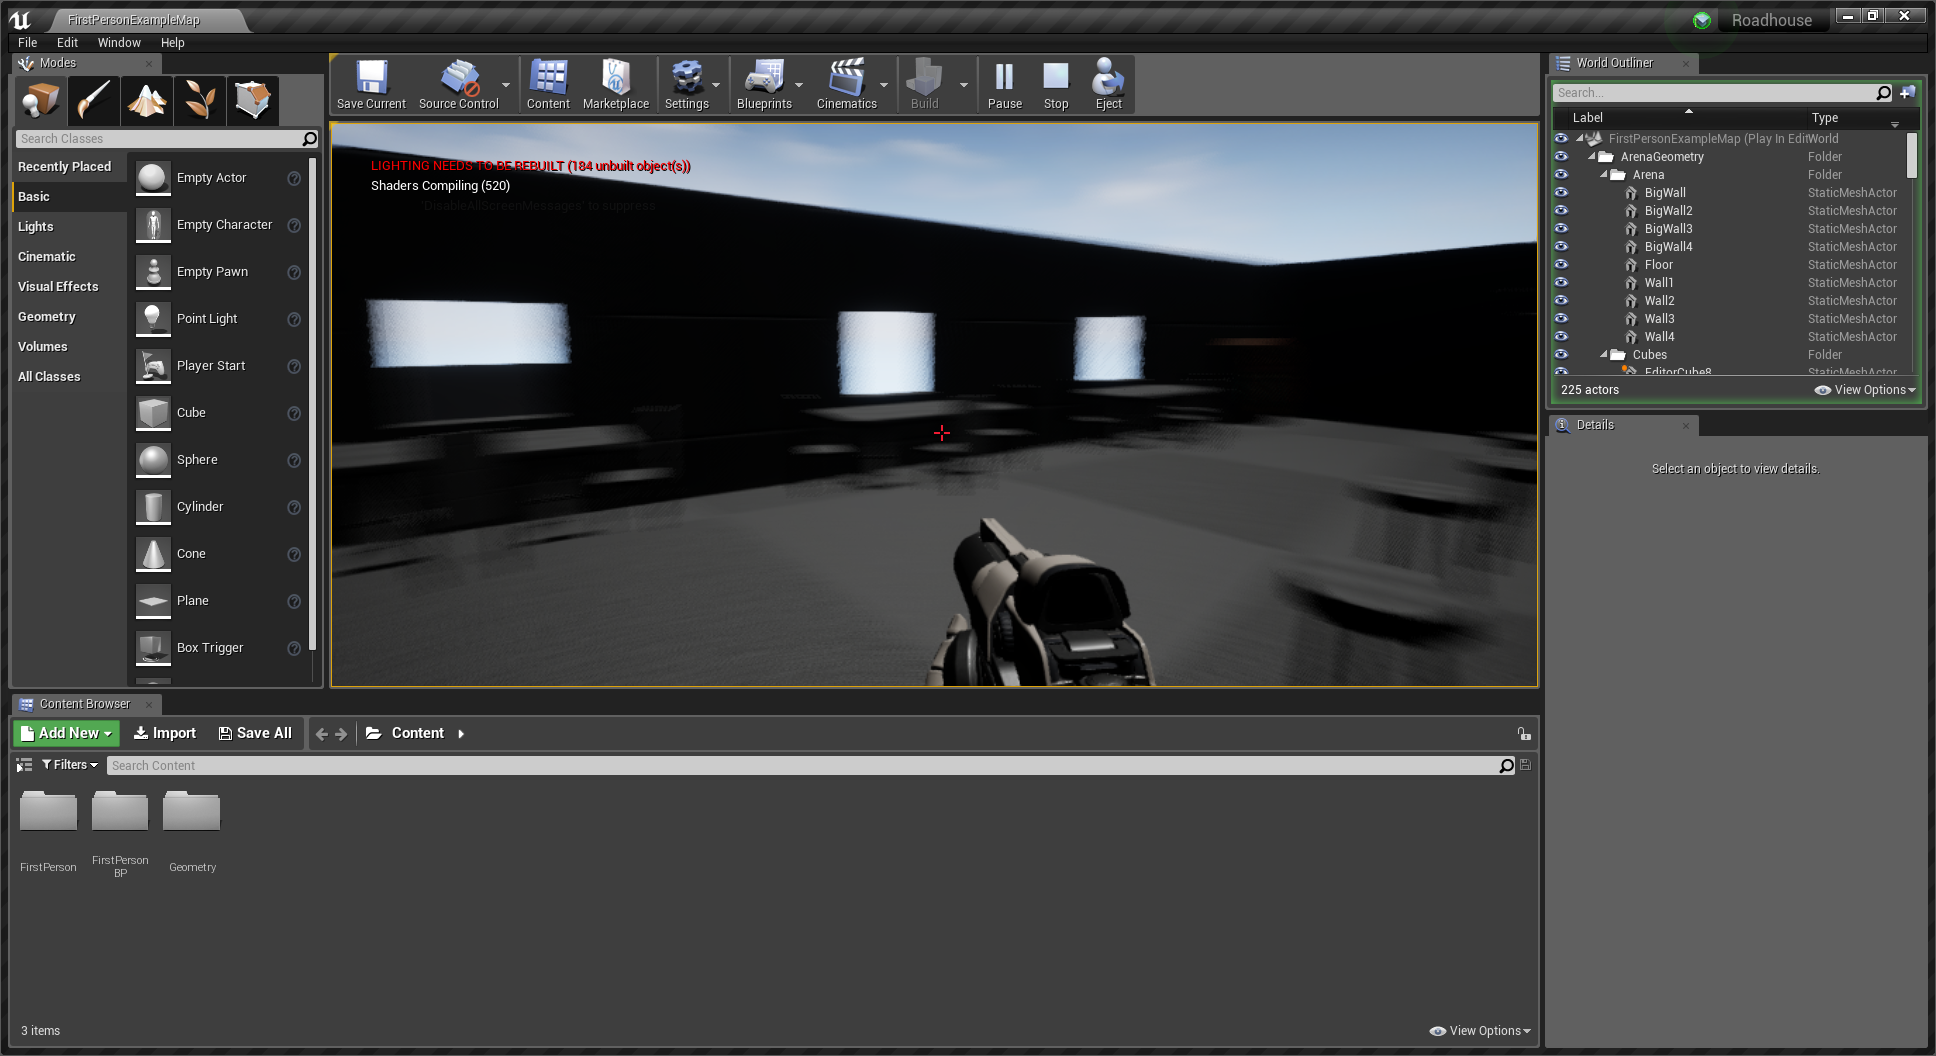 FirstPersonExampleMap
Roadhouse
File Edit Window Help
Modes
Search Classes
Recently Placed
Basic
Lights
Cinematic
Visual Effects
Geometry
Volumes
All Classes
Empty Actor
Empty Character
Empty Pawn
Point Light
Player Start
Cube
Sphere
Cylinder
Cone
Plane
Box Trigger
Save Current Source Control Content Marketplace Settings Blueprints Cinematics Build Pause Stop Eject
LIGHTING NEEDS TO BE REBUILT (184 unbuilt object(s))
Shaders Compiling (520)
'DisableAllScreenMessages' to suppress
World Outliner
Search...
Label Type
FirstPersonExampleMap (Play In Edit World
ArenaGeometry Folder
Arena Folder
BigWall StaticMeshActor
BigWall2 StaticMeshActor
BigWall3 StaticMeshActor
BigWall4 StaticMeshActor
Floor StaticMeshActor
Wall1 StaticMeshActor
Wall2 StaticMeshActor
Wall3 StaticMeshActor
Wall4 StaticMeshActor
Cubes Folder
EditorCube8 StaticMeshActor
225 actors View Options
Details
Select an object to view details.
Content Browser
Add New Import Save All Content
Filters Search Content
FirstPerson
FirstPerson
BP
Geometry
3 items View Options